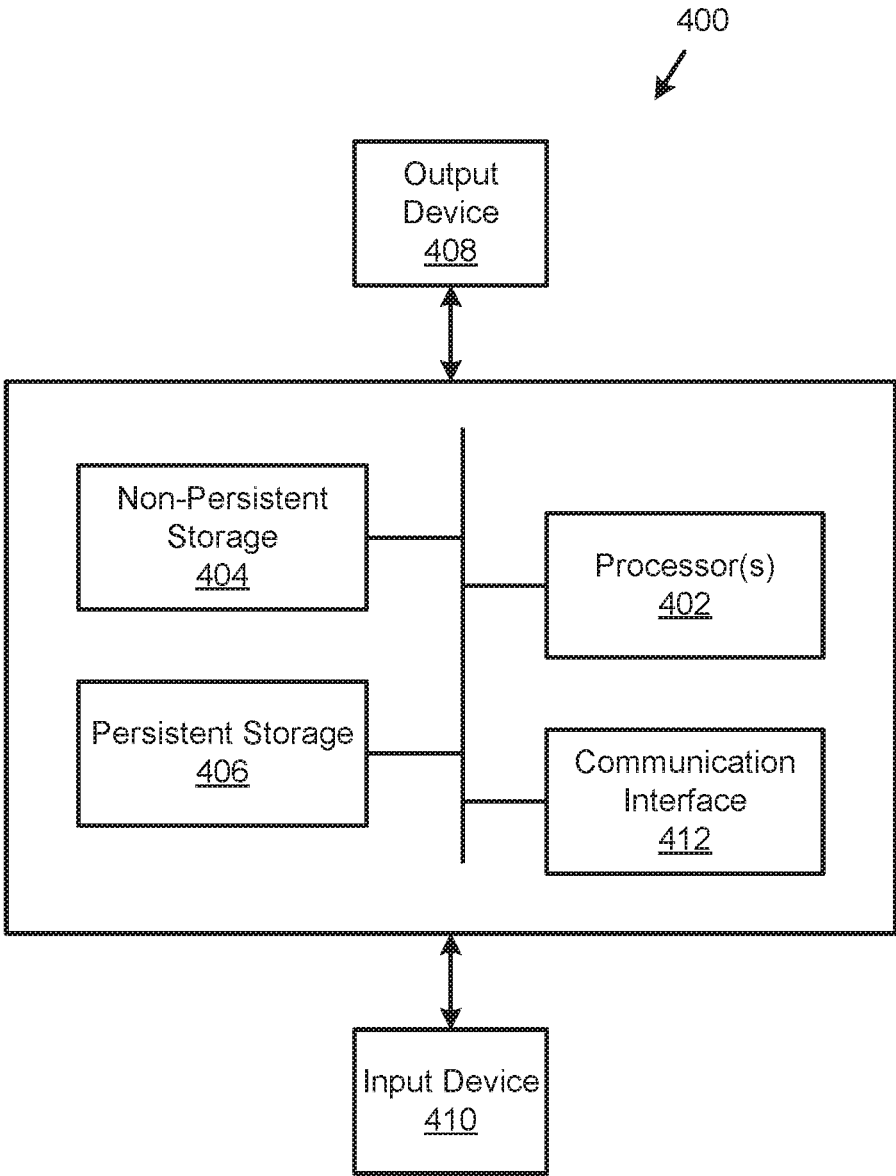 400
Output
Device
408
Non-Persistent
Storage
404
Processor(s)
402
Persistent Storage
406
Communication
Interface
412
Input Device
410